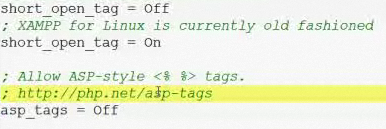 short_open_tag = Off
; XAMPP for Linux is currently old fashioned
short_open_tag = On
; Allow ASP-style <% %> tags.
; http://php.net/asp-tags
asp_tags = Off